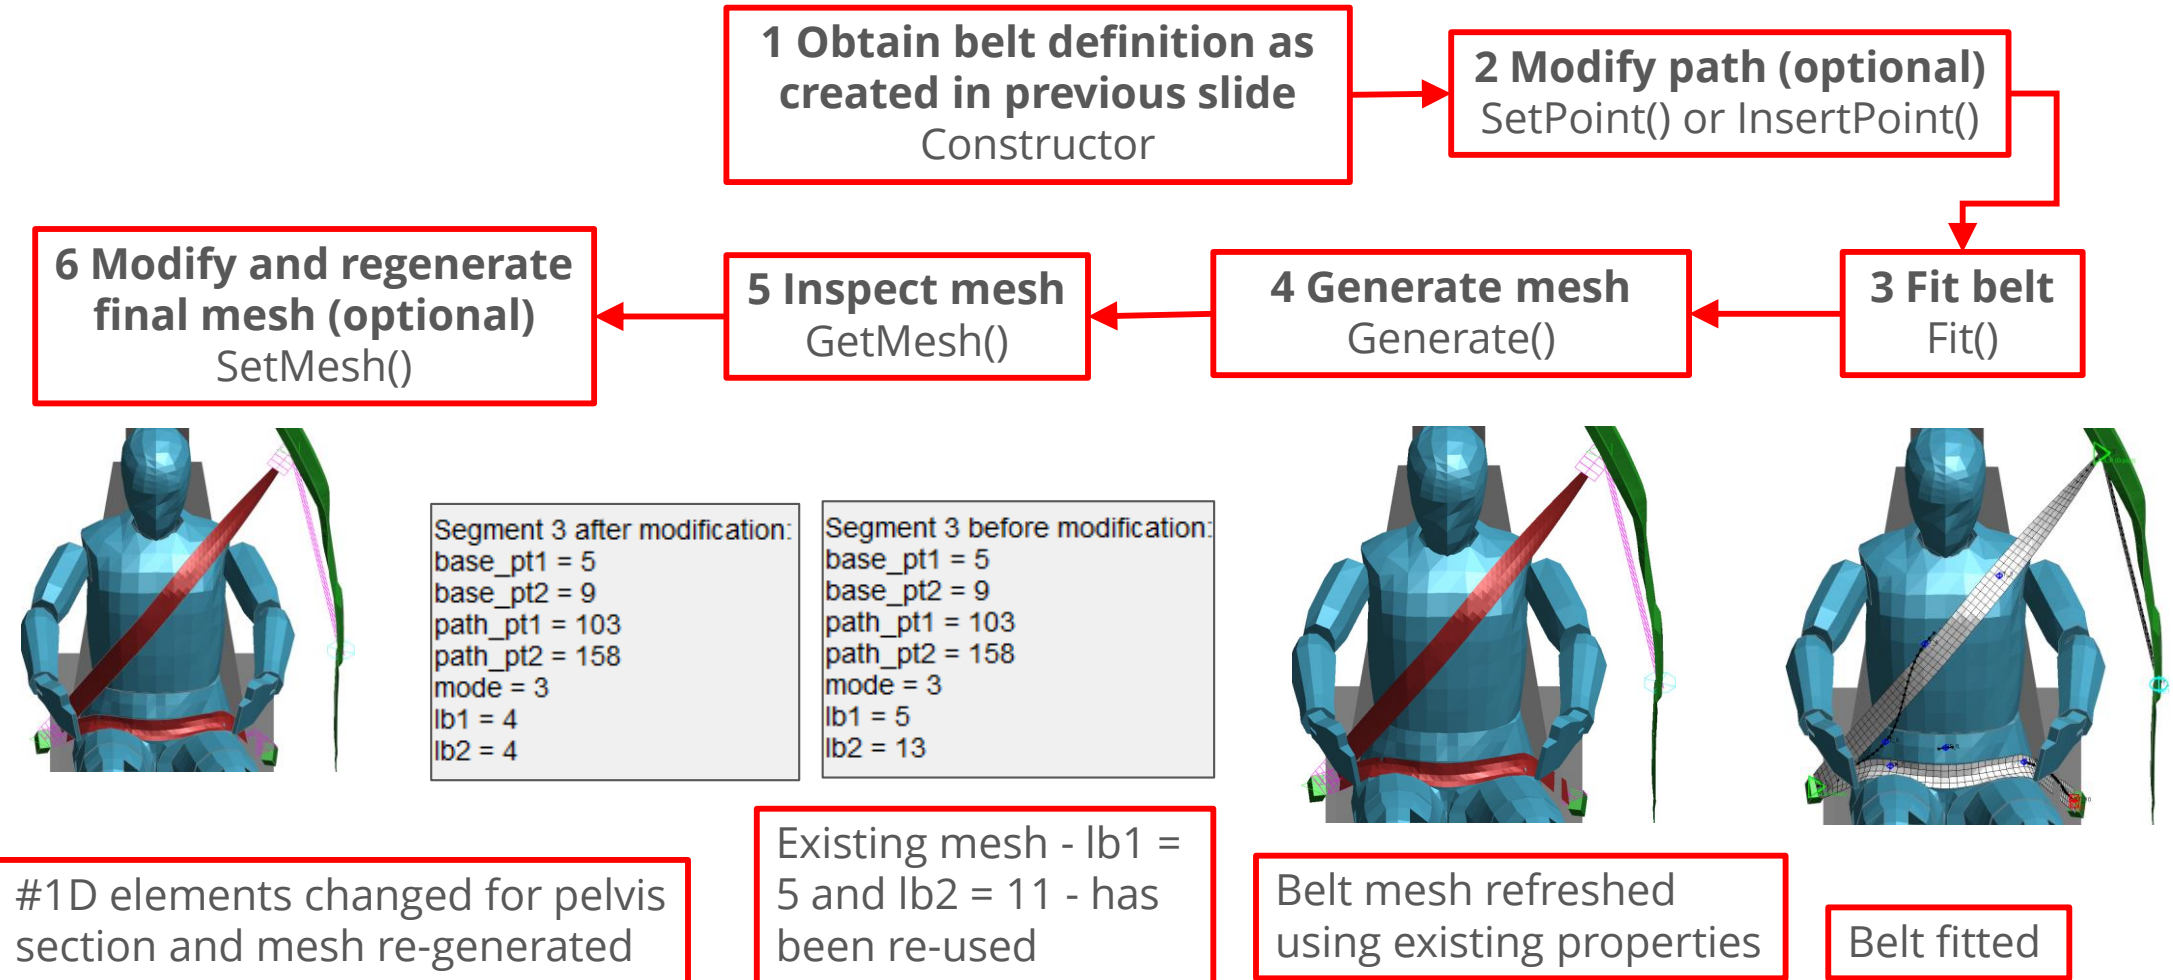 1 Obtain belt definition as
created in previous slide
Constructor
2 Modify path (optional)
SetPoint() or InsertPoint()
3 Fit belt
Fit()
4 Generate mesh
Generate()
5 Inspect mesh
GetMesh()
6 Modify and regenerate
final mesh (optional)
SetMesh()
Segment 3 after modification:
base_pt1 = 5
base_pt2 = 9
path_pt1 = 103
path_pt2 = 158
mode = 3
lb1 = 4
lb2 = 4
Segment 3 before modification:
base_pt1 = 5
base_pt2 = 9
path_pt1 = 103
path_pt2 = 158
mode = 3
lb1 = 5
lb2 = 13
#1D elements changed for pelvis
section and mesh re-generated
Existing mesh - lb1 =
5 and lb2 = 11 - has
been re-used
Belt mesh refreshed
using existing properties
Belt fitted